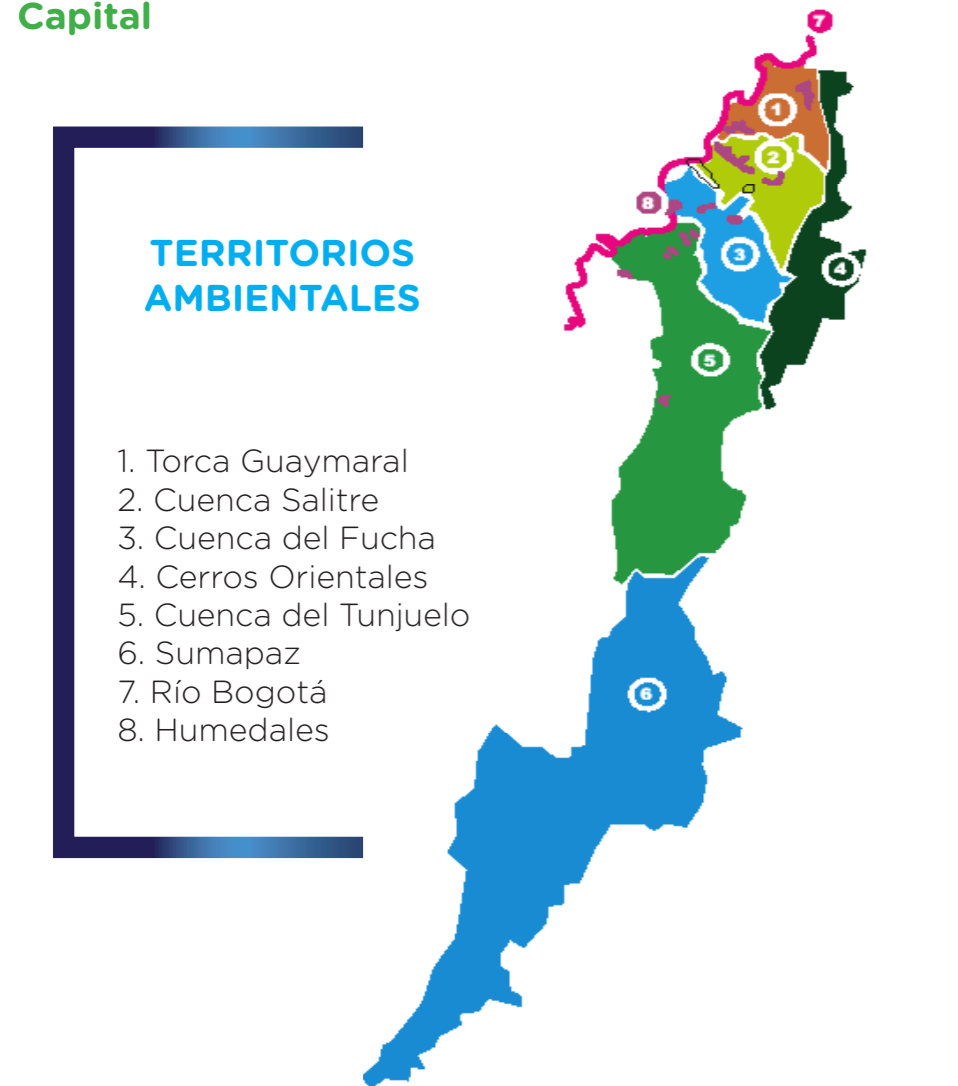 Capital
TERRITORIOS
AMBIENTALES
1. Torca Guaymaral
2. Cuenca Salitre
3. Cuenca del Fucha
4. Cerros Orientales
5. Cuenca del Tunjuelo
6. Sumapaz
7. Río Bogotá
8. Humedales
7
1
2
8
3
4
5
6